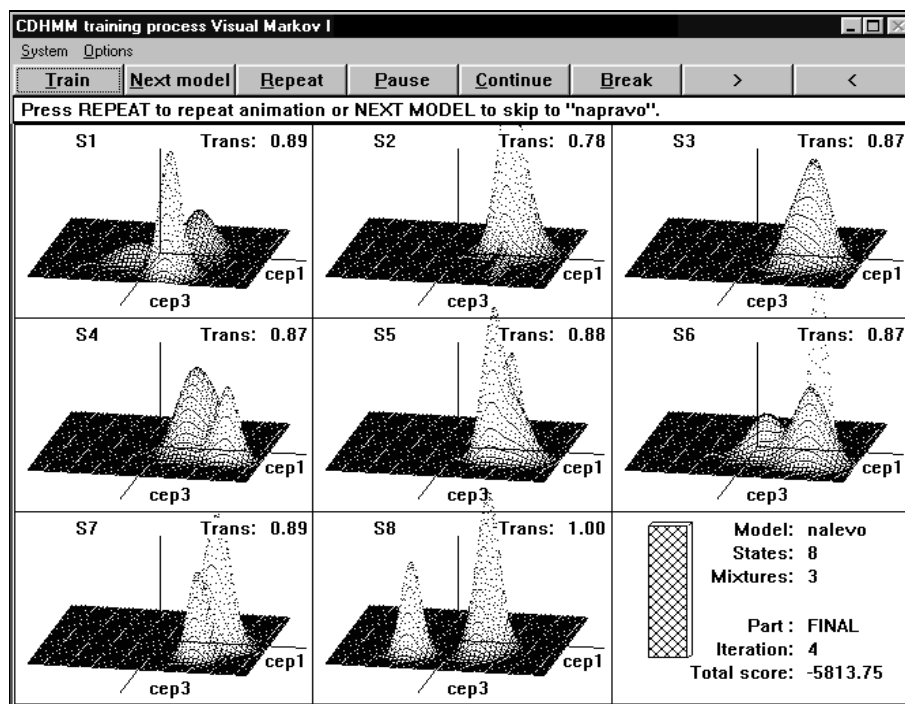 CDHMM training process Visual Markov I
System Options
Train Next model Repeat Pause Continue Break > <
Press REPEAT to repeat animation or NEXT MODEL to skip to "napravo".
S1 Trans: 0.89
cep1
cep3
S2 Trans: 0.78
cep1
cep3
S3 Trans: 0.87
cep1
cep3
S4 Trans: 0.87
cep1
cep3
S5 Trans: 0.88
cep1
cep3
S6 Trans: 0.87
cep1
cep3
S7 Trans: 0.89
cep1
cep3
S8 Trans: 1.00
cep1
cep3
Model: nalevo
States: 8
Mixtures: 3
Part : FINAL
Iteration: 4
Total score: -5813.75